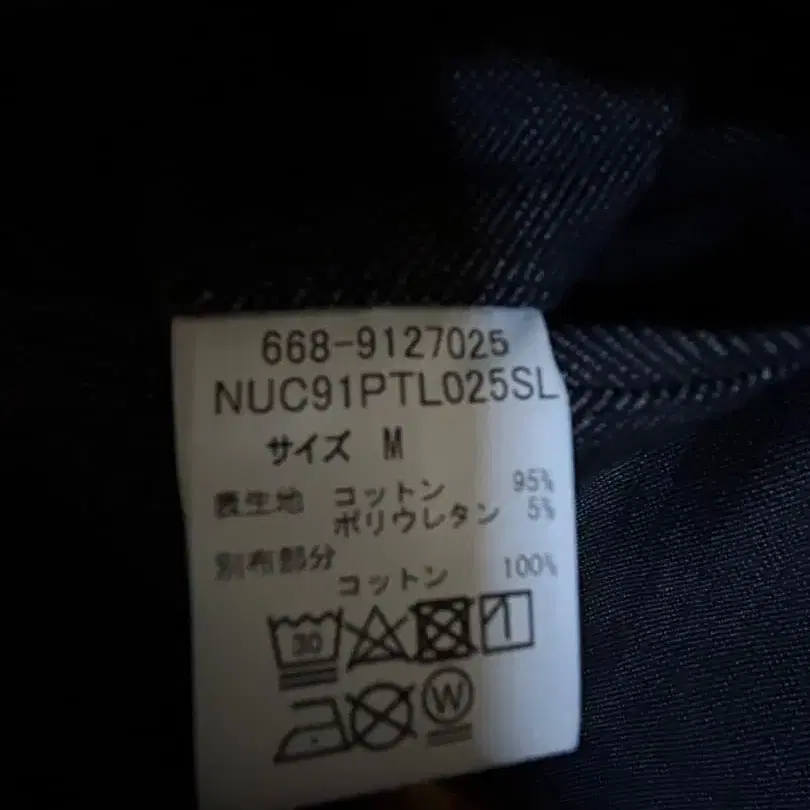 668-9127025
NUC91PTL025SL
サイズ M
表生地 コットン 95%
ポリウレタン 5%
別布部分
コットン 100%
30
W